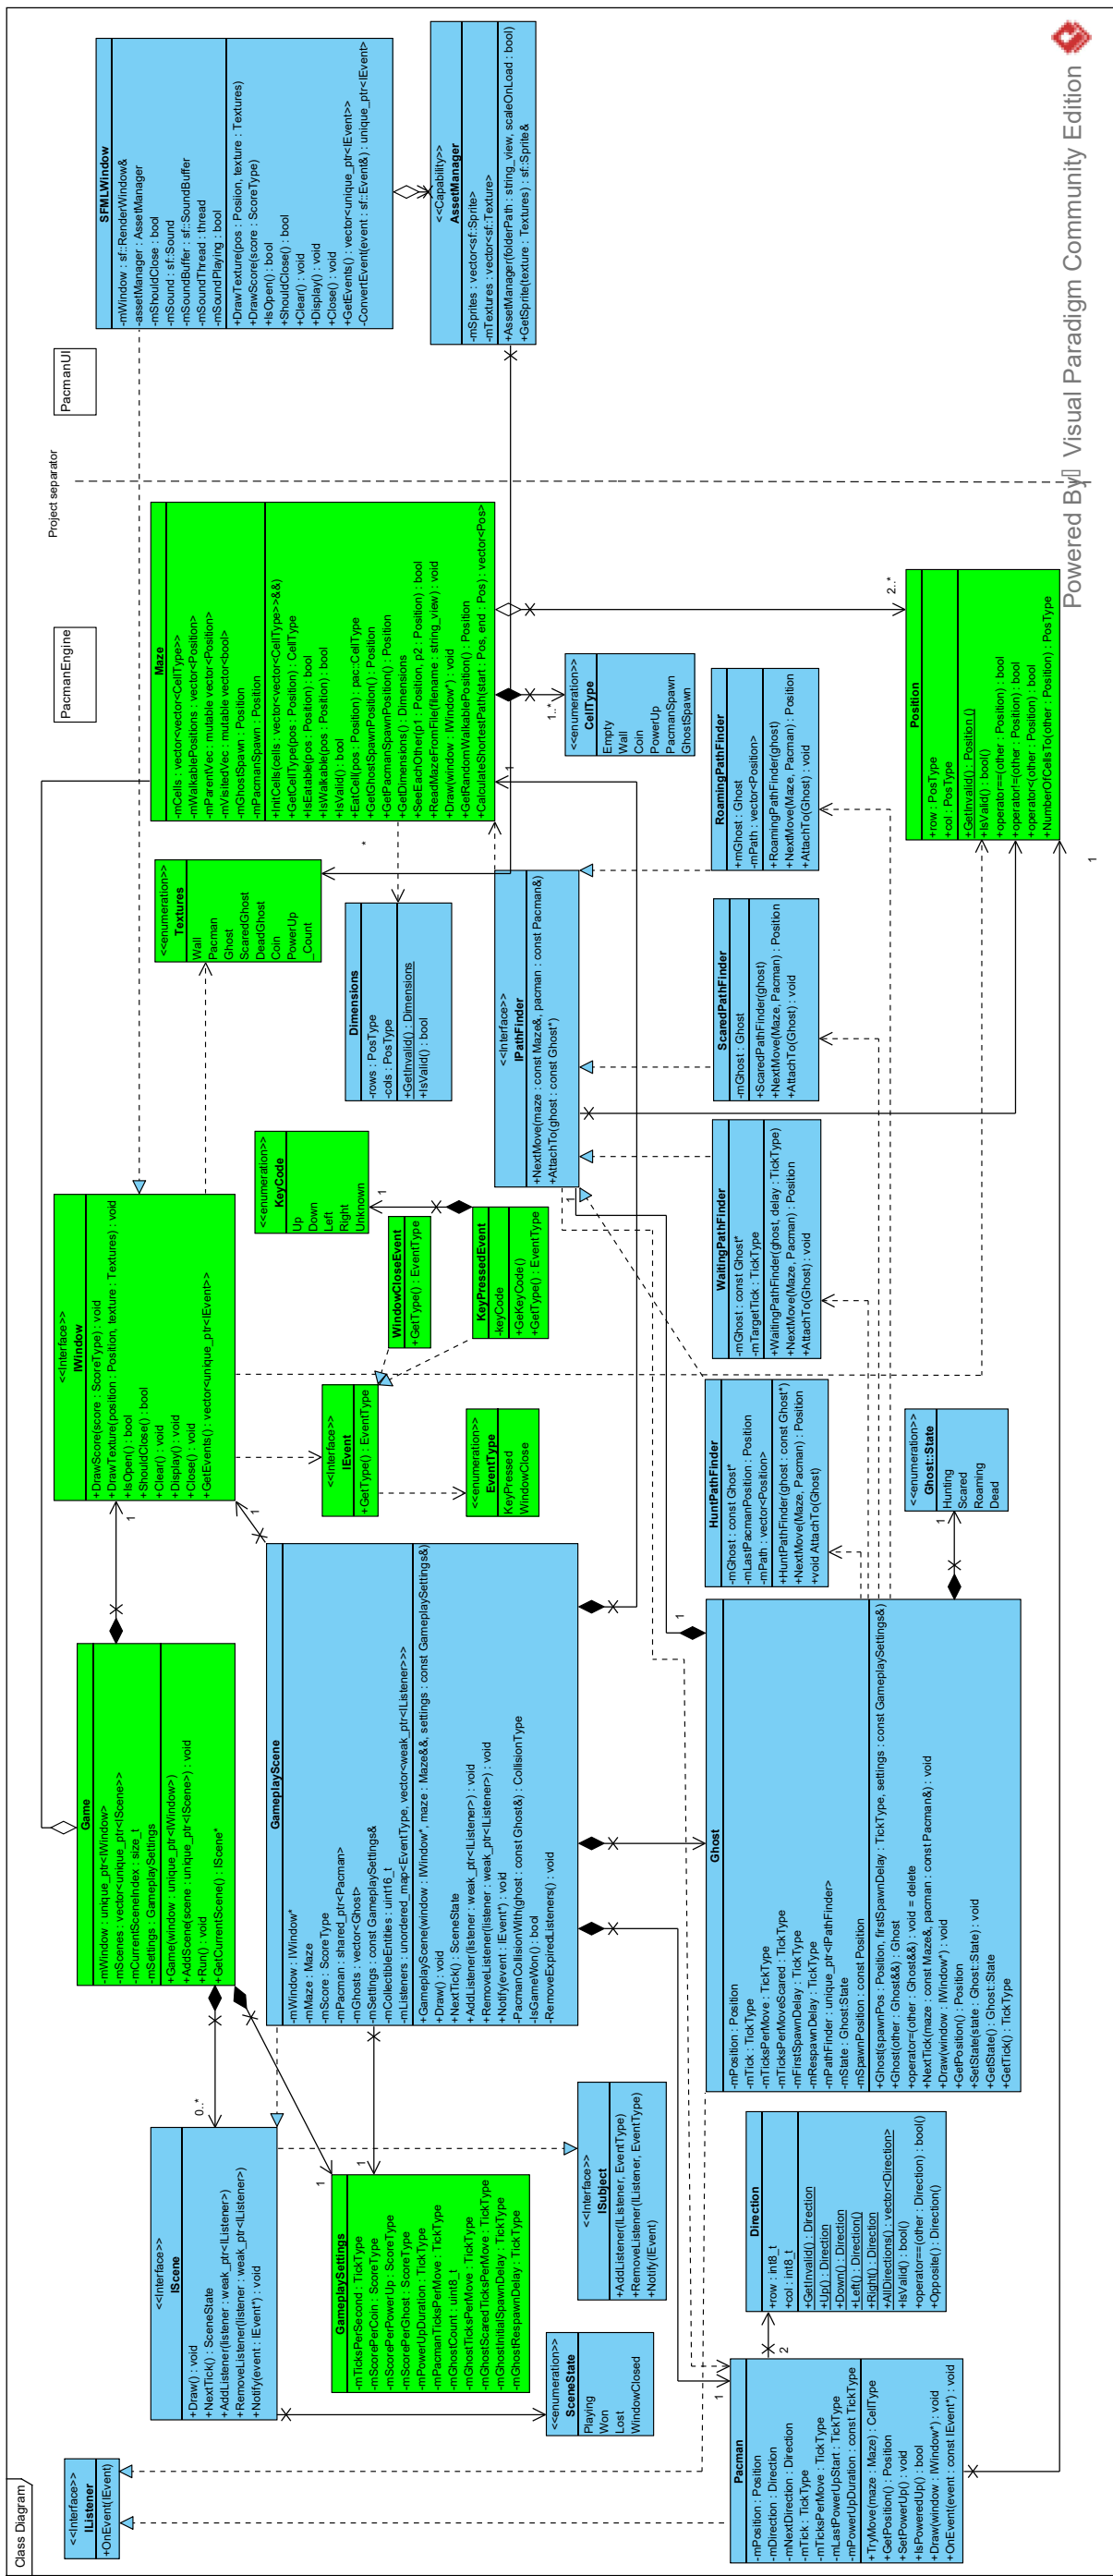 Class Diagram
<<Interface>>
IListener
+OnEvent(IEvent)
<<Interface>>
IScene
+Draw() : void
+NextTick() : SceneState
+AddListener(listener : weak_ptr<IListener>)
+RemoveListener(listener : weak_ptr<IListener>)
+Notify(event : IEvent*) : void
Game
-mWindow : unique_ptr<IWindow>
-mScenes : vector<unique_ptr<IScene>>
-mCurrentSceneIndex : size_t
-mSettings : GameplaySettings
+Game(window : unique_ptr<IWindow>)
+AddScene(scene : unique_ptr<IScene>) : void
+Run() : void
+GetCurrentScene() : IScene*
<<Interface>>
IWindow
+DrawScore(score : ScoreType) : void
+DrawTexture(position : Position, texture : Textures) : void
+IsOpen() : bool
+ShouldClose() : bool
+Clear() : void
+Display() : void
+Close() : void
+GetEvents() : vector<unique_ptr<IEvent>>
PacmanEngine
Project separator
PacmanUI
SFMLWindow
-mWindow : sf::RenderWindow&
-assetManager : AssetManager
-mShouldClose : bool
-mSound : sf::Sound
-mSoundBuffer : sf::SoundBuffer
-mSoundThread : thread
-mSoundPlaying : bool
+DrawTexture(pos : Posiion, texture : Textures)
+DrawScore(score : ScoreType)
+IsOpen() : bool
+ShouldClose() : bool
+Clear() : void
+Display() : void
+Close() : void
+GetEvents() : vector<unique_ptr<IEvent>>
-ConvertEvent(event : sf::Event&) : unique_ptr<IEvent>
Maze
-mCells : vector<vector<CellType>>
-mWalkablePositions : vector<Position>
-mParentVec : mutable vector<Position>
-mVisitedVec : mutable vector<bool>
-mGhostSpawn : Position
-mPacmanSpawn : Position
+InitCells(cells : vector<vector<CellType>>&&)
+GetCellType(pos : Position) : CellType
+IsEatable(pos : Position) : bool
+IsWalkable(pos : Position) : bool
+IsValid() : bool
+EatCell(pos : Position) : pac::CellType
+GetGhostSpawnPosition() : Position
+GetPacmanSpawnPosition() : Position
+GetDimensions() : Dimensions
+SeeEachOther(p1 : Position, p2 : Position) : bool
+ReadMazeFromFile(filename : string_view) : void
+Draw(window : IWindow*) : void
+GetRandomWalkablePosition() : Position
+CalculateShortestPath(start : Pos, end : Pos) : vector<Pos>
<<enumeration>>
Textures
Wall
Pacman
Ghost
ScaredGhost
DeadGhost
Coin
PowerUp
_Count
<<enumeration>>
KeyCode
Up
Down
Left
Right
Unknown
GameplayScene
-mWindow : IWindow*
-mMaze : Maze
-mScore : ScoreType
-mPacman : shared_ptr<Pacman>
-mGhosts : vector<Ghost>
-mSettings : const GameplaySettings&
-mCollectibleEntities : uint16_t
-mListeners : unordered_map<EventType, vector<weak_ptr<IListener>>>
+GameplayScene(window : IWindow*, maze : Maze&&, settings : const GameplaySettings&)
+Draw() : void
+NextTick() : SceneState
+AddListener(listener : weak_ptr<IListener>) : void
+RemoveListener(listener : weak_ptr<IListener>) : void
+Notify(event : IEvent*) : void
-PacmanCollisionWith(ghost : const Ghost&) : CollisionType
-IsGameWon() : bool
-RemoveExpiredListeners() : void
<<Interface>>
IEvent
+GetType() : EventType
WindowCloseEvent
+GetType() : EventType
Dimensions
-rows : PosType
-cols : PosType
+GetInvalid() : Dimensions
+IsValid() : bool
GameplaySettings
-mTicksPerSecond : TickType
-mScorePerCoin : ScoreType
-mScorePerPowerUp : ScoreType
-mScorePerGhost : ScoreType
-mPowerUpDuration : TickType
-mPacmanTicksPerMove : TickType
-mGhostCount : uint8_t
-mGhostTicksPerMove : TickType
-mGhostScaredTicksPerMove : TickType
-mGhostInitialSpawnDelay : TickType
-mGhostRespawnDelay : TickType
<<Capability>>
AssetManager
-mSprites : vector<sf::Sprite>
-mTextures : vector<sf::Texture>
+AssetManager(folderPath : string_view, scaleOnLoad : bool)
+GetSprite(texture : Textures) : sf::Sprite&
<<enumeration>>
EventType
KeyPressed
WindowClose
KeyPressedEvent
-keyCode
+GeKeyCode()
+GetType() : EventType
<<Interface>>
IPathFinder
+NextMove(maze : const Maze&, pacman : const Pacman&)
+AttachTo(ghost : const Ghost*)
<<enumeration>>
CellType
Empty
Wall
Coin
PowerUp
PacmanSpawn
GhostSpawn
<<enumeration>>
SceneState
Playing
Won
Lost
WindowClosed
<<Interface>>
ISubject
+AddListener(IListener, EventType)
+RemoveListener(IListener, EventType)
+Notify(IEvent)
HuntPathFinder
-mGhost : const Ghost*
-mLastPacmanPosition : Position
-mPath : vector<Position>
+HuntPathFinder(ghost : const Ghost*)
+NextMove(Maze, Pacman) : Position
+void AttachTo(Ghost)
WaitingPathFinder
-mGhost : const Ghost*
-mTargetTick : TickType
+WaitingPathFinder(ghost, delay : TickType)
+NextMove(Maze, Pacman) : Position
+AttachTo(Ghost) : void
ScaredPathFinder
-mGhost : Ghost
+ScaredPathFinder(ghost)
+NextMove(Maze, Pacman) : Position
+AttachTo(Ghost) : void
RoamingPathFinder
+mGhost : Ghost
-mPath : vector<Position>
+RoamingPathFinder(ghost)
+NextMove(Maze, Pacman) : Position
+AttachTo(Ghost) : void
Pacman
-mPosition : Position
-mDirection : Direction
-mNextDirection : Direction
-mTick : TickType
-mTicksPerMove : TickType
-mLastPowerUpStart : TickType
-mPowerUpDuration : const TickType
+TryMove(maze : Maze) : CellType
+GetPosition() : Position
+SetPowerUp() : void
+IsPoweredUp() : bool
+Draw(window : IWindow*) : void
+OnEvent(event : const IEvent*) : void
Direction
+row : int8_t
+col : int8_t
+GetInvalid() : Direction
+Up() : Direction
+Down() : Direction
+Left() : Direction()
+Right() : Direction
+AllDirections() : vector<Direction>
+IsValid() : bool()
+operator==(other : Direction) : bool()
+Opposite() : Direction()
Ghost
-mPosition : Position
-mTick : TickType
-mTicksPerMove : TickType
-mTicksPerMoveScared : TickType
-mFirstSpawnDelay : TickType
-mRespawnDelay : TickType
-mPathFinder : unique_ptr<IPathFinder>
-mState : Ghost:State
-mSpawnPosition : const Position
+Ghost(spawnPos : Position, firstSpawnDelay : TickType, settings : const GameplaySettings&)
+Ghost(other : Ghost&&) : Ghost
+operator=(other : Ghost&&) : void = delete
+NextTick(maze : const Maze&, pacman : const Pacman&) : void
+Draw(window : IWindow*) : void
+GetPosition() : Position
+SetState(state : Ghost::State) : void
+GetState() : Ghost::State
+GetTick() : TickType
<<enumeration>>
Ghost::State
Hunting
Scared
Roaming
Dead
Position
+row : PosType
+col : PosType
+GetInvalid() : Position ()
+IsValid() : bool()
+operator==(other : Position) : bool
+operator!=(other : Position) : bool
+operator<(other : Position) : bool
+NumberOfCellsTo(other : Position) : PosType
0..*
1
1
1
1
1
1
1
1
1
1
1
1
2
*
1..*
2..*
Powered By Visual Paradigm Community Edition